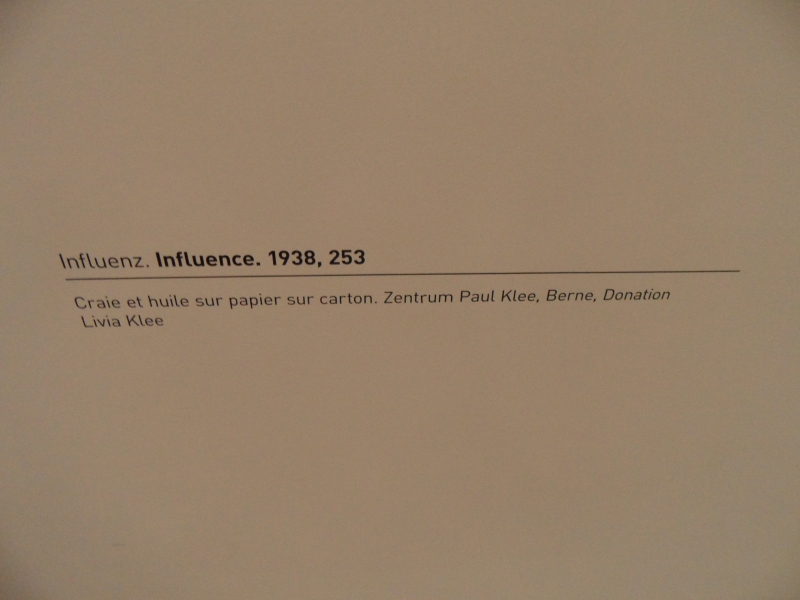 Influenz. Influence. 1938, 253
Craie et huile sur papier sur carton. Zentrum Paul Klee, Berne, Donation
Livia Klee